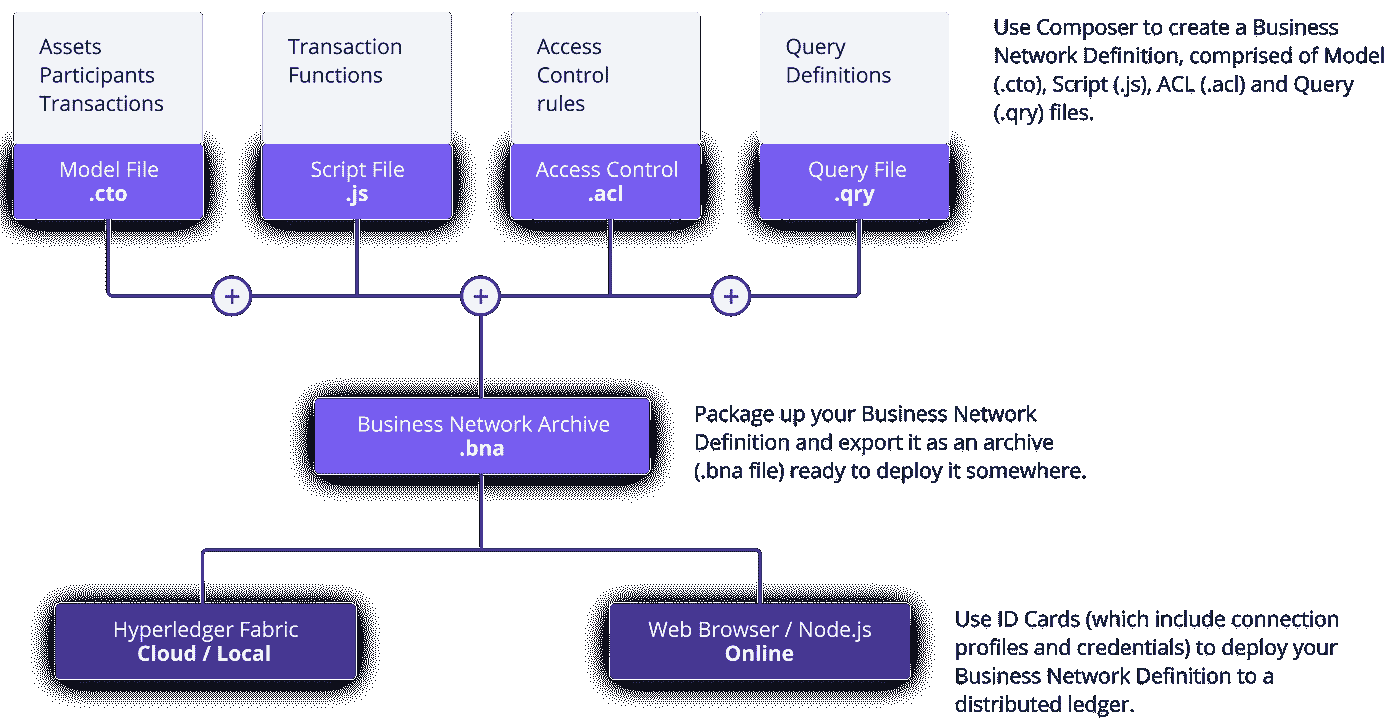 Assets
Participants
Transactions
Model File
.cto
Transaction
Functions
Script File
.js
Access
Control
rules
Access Control
.acl
Query
Definitions
Query File
.qry
Use Composer to create a Business
Network Definition, comprised of Model
(.cto), Script (.js), ACL (.acl) and Query
(.qry) files.
+
+
+
Business Network Archive
.bna
Package up your Business Network
Definition and export it as an archive
(.bna file) ready to deploy it somewhere.
Hyperledger Fabric
Cloud / Local
Web Browser / Node.js
Online
Use ID Cards (which include connection
profiles and credentials) to deploy your
Business Network Definition to a
distributed ledger.